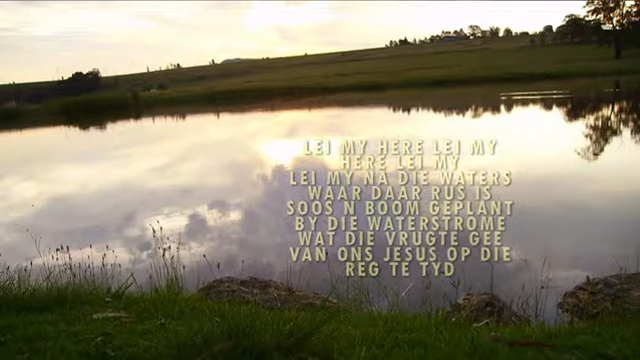 LEI MY HERE LEI MY
HERE LEI MY
LEI MY NA DIE WATERS
WAAR DAAR RUS IS
SOOS N BOOM GEPLANT
BY DIE WATERSTROME
WAT DIE VRUGTE GEE
VAN ONS JESUS OP DIE
REG TE TYD